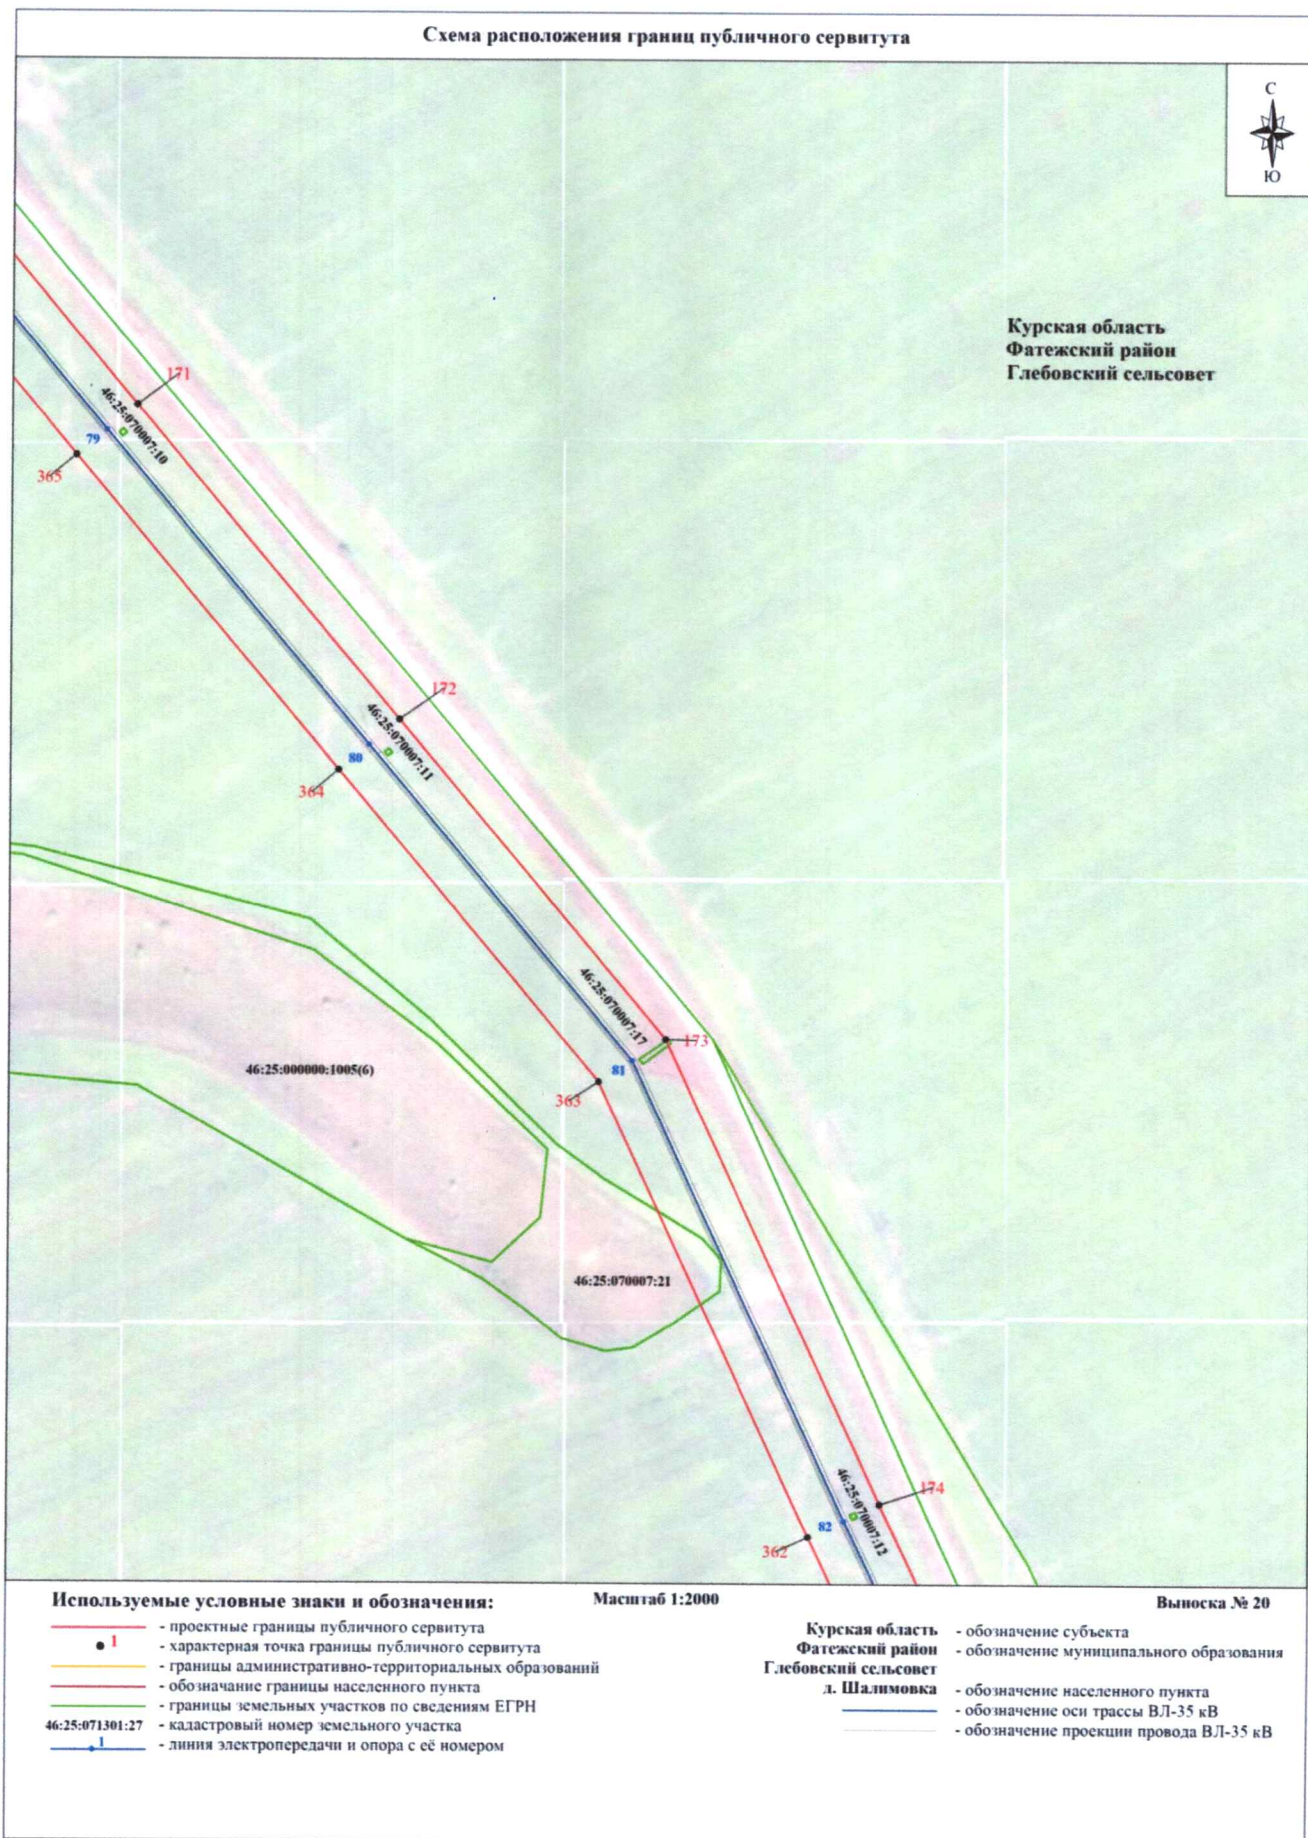 Схема расположения границ публичного сервитута
С
Ю
Курская область
Фатежский район
Глебовский сельсовет
171
46:25:070007:10
79
365
172
46:25:070007:11
80
364
46:25:070007:17
173
81
363
46:25:000000:1005(6)
46:25:070007:21
174
46:25:070007:12
82
362
Используемые условные знаки и обозначения:
Масштаб 1:2000
Выноска № 20
- проектные границы публичного сервитута
1 - характерная точка границы публичного сервитута
- границы административно-территориальных образований
- обозначание границы населенного пункта
- границы земельных участков по сведениям ЕГРН
46:25:071301:27 - кадастровый номер земельного участка
1 - линия электропередачи и опора с её номером
Курская область - обозначение субъекта
Фатежский район - обозначение муниципального образования
Глебовский сельсовет
д. Шалимовка - обозначение населенного пункта
- обозначение оси трассы ВЛ-35 кВ
- обозначение проекции провода ВЛ-35 кВ